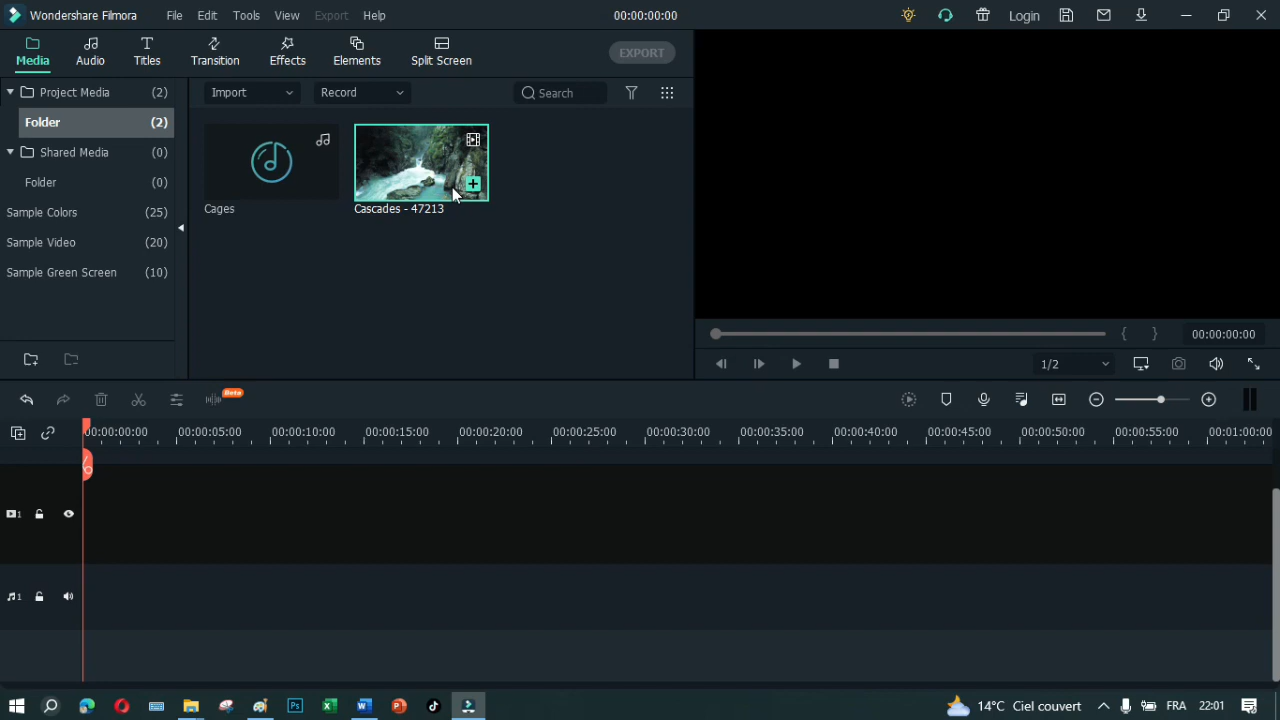 Wondershare Filmora File Edit Tools View Export Help 00:00:00:00 Login
Media Audio Titles Transition Effects Elements Split Screen EXPORT
Project Media (2)
Folder (2)
Shared Media (0)
Folder (0)
Sample Colors (25)
Sample Video (20)
Sample Green Screen (10)
Import Record Search
Cages
Cascades - 47213
{ } 00:00:00:00
1/2
Beta
00:00:00:00 00:00:05:00 00:00:10:00 00:00:15:00 00:00:20:00 00:00:25:00 00:00:30:00 00:00:35:00 00:00:40:00 00:00:45:00 00:00:50:00 00:00:55:00 00:01:00:00
1
1
Ps X W P 14°C Ciel couvert FRA 22:01